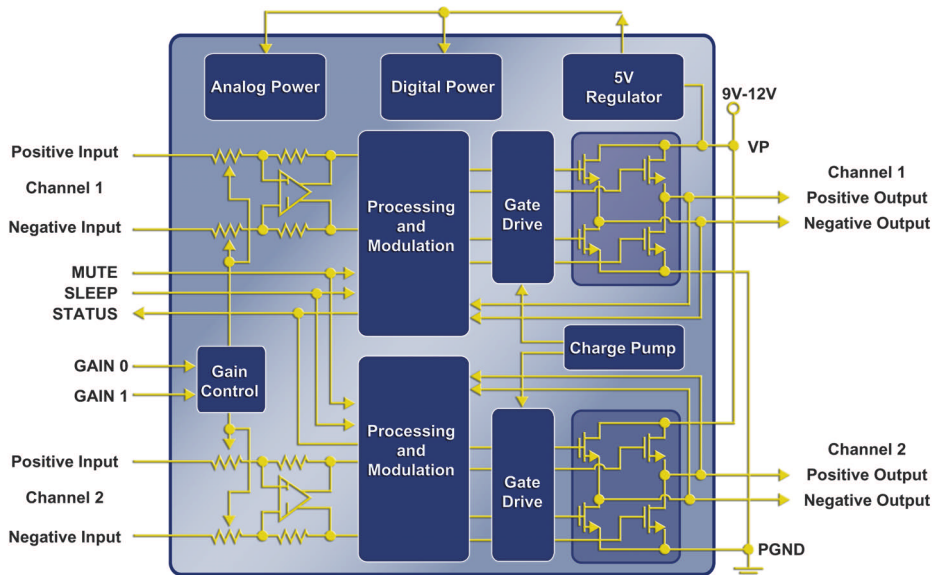 Analog Power
Digital Power
5V
Regulator
9V-12V
VP
Positive Input
Channel 1
Negative Input
Processing
and
Modulation
Gate
Drive
Channel 1
Positive Output
Negative Output
MUTE
SLEEP
STATUS
Charge Pump
GAIN 0
GAIN 1
Gain
Control
Processing
and
Modulation
Gate
Drive
Positive Input
Channel 2
Negative Input
Channel 2
Positive Output
Negative Output
PGND